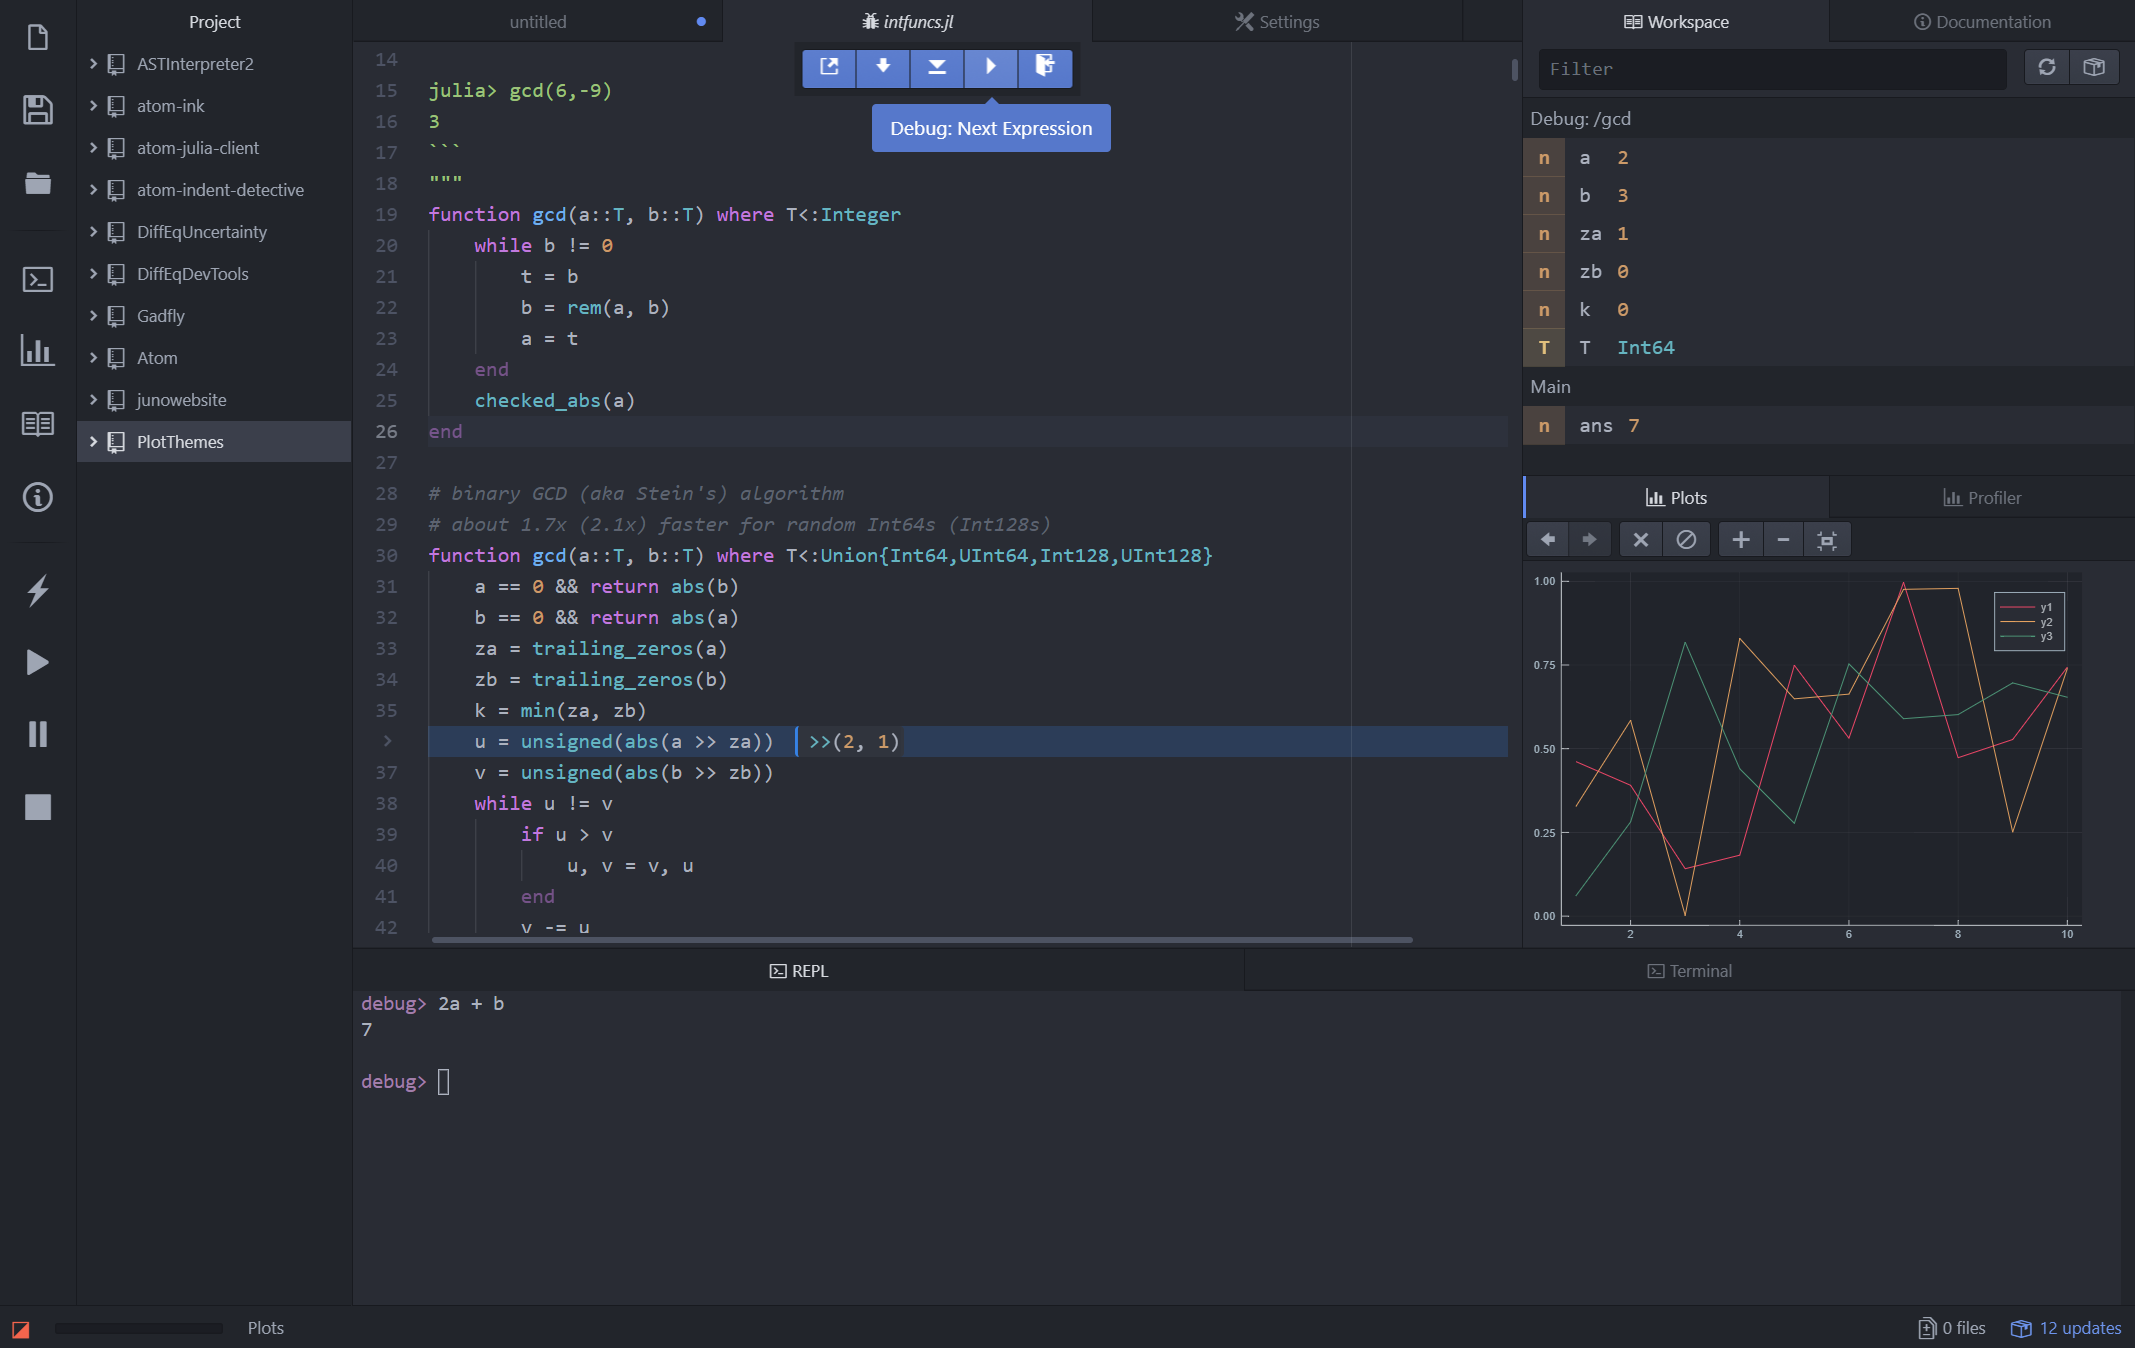 Project
ASTInterpreter2
atom-ink
atom-julia-client
atom-indent-detective
DiffEqUncertainty
DiffEqDevTools
Gadfly
Atom
junowebsite
PlotThemes
untitled
intfuncs.jl
Settings
Debug: Next Expression
14
15 julia> gcd(6,-9)
16 3
17 ```
18 """
19 function gcd(a::T, b::T) where T<:Integer
20 while b != 0
21 t = b
22 b = rem(a, b)
23 a = t
24 end
25 checked_abs(a)
26 end
27
28 # binary GCD (aka Stein's) algorithm
29 # about 1.7x (2.1x) faster for random Int64s (Int128s)
30 function gcd(a::T, b::T) where T<:Union{Int64,UInt64,Int128,UInt128}
31 a == 0 && return abs(b)
32 b == 0 && return abs(a)
33 za = trailing_zeros(a)
34 zb = trailing_zeros(b)
35 k = min(za, zb)
> u = unsigned(abs(a >> za)) >>(2, 1)
37 v = unsigned(abs(b >> zb))
38 while u != v
39 if u > v
40 u, v = v, u
41 end
42 v -= u
Workspace
Documentation
Filter
Debug: /gcd
n a 2
n b 3
n za 1
n zb 0
n k 0
T T Int64
Main
n ans 7
Plots
Profiler
1.00
0.75
0.50
0.25
0.00
2 4 6 8 10
y1
y2
y3
REPL
Terminal
debug> 2a + b
7
debug>
Plots
0 files
12 updates